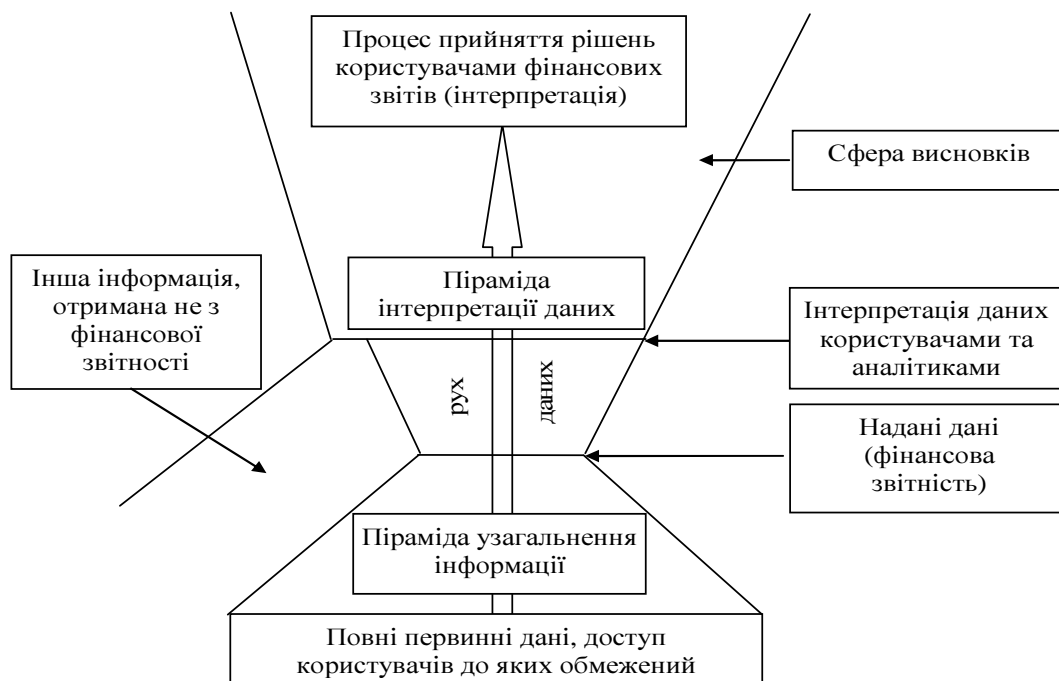 Процес прийняття рішень
користувачами фінансових
звітів (інтерпретація)
Сфера висновків
Інша інформація,
отримана не з
фінансової
звітності
Піраміда
інтерпретації даних
Інтерпретація даних
користувачами та
аналітиками
рух
даних
Надані дані
(фінансова
звітність)
Піраміда узагальнення
інформації
Повні первинні дані, доступ
користувачів до яких обмежений